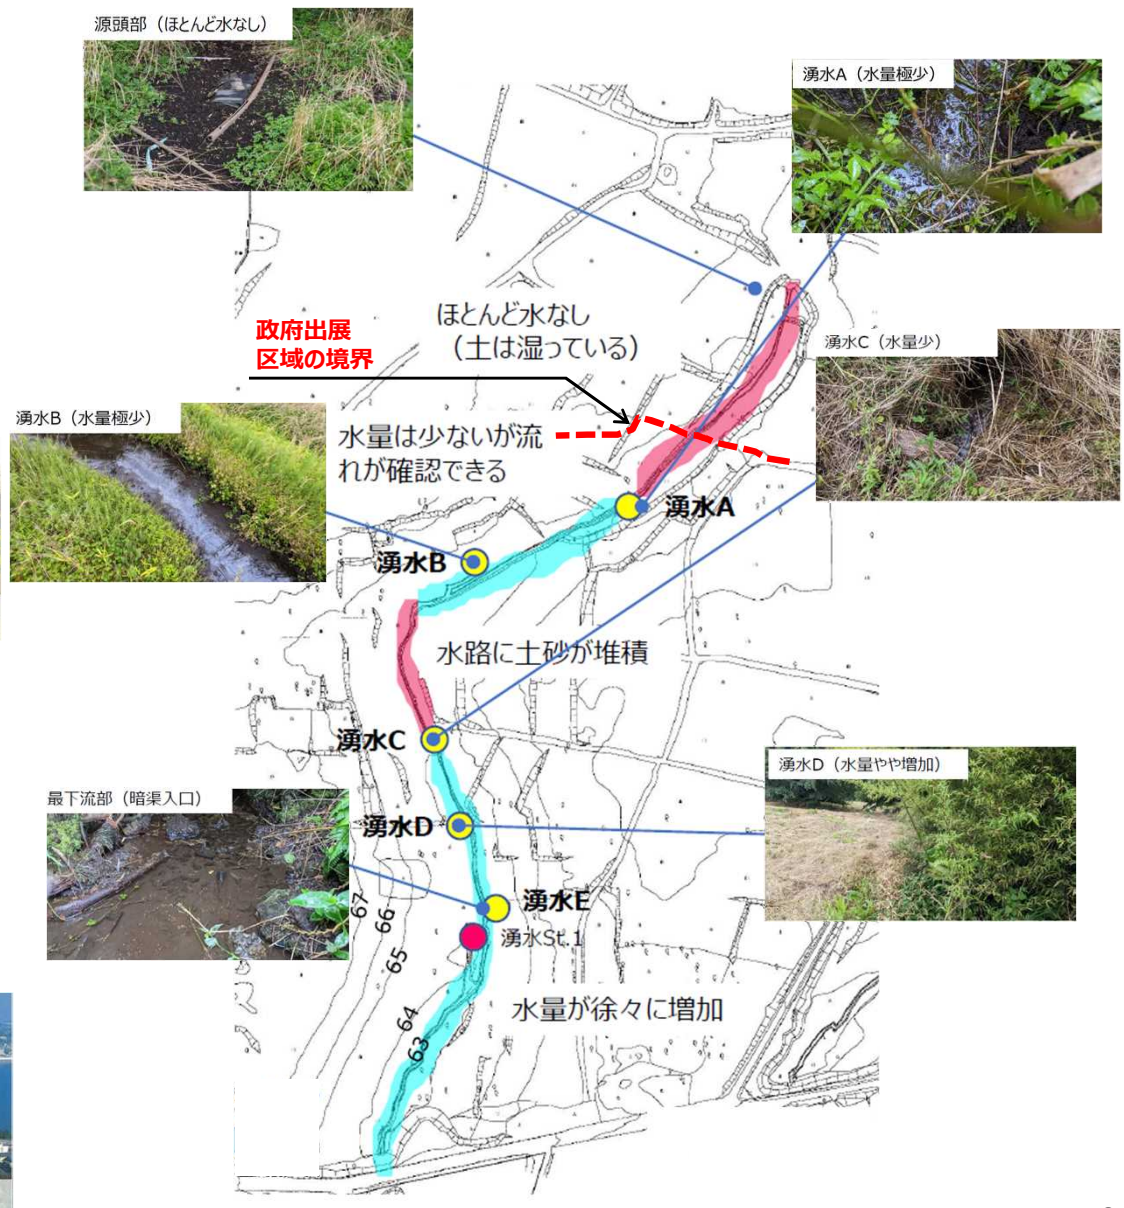 源頭部（ほとんど水なし）
湧水A（水量極少）
ほとんど水なし
（土は湿っている）
政府出展
区域の境界
湧水C（水量少）
湧水B（水量極少）
水量は少ないが流
れが確認できる
湧水A
湧水B
水路に土砂が堆積
湧水C
湧水D（水量やや増加）
最下流部（暗渠入口）
湧水D
湧水E
湧水St.1
67
66
65
64
63
水量が徐々に増加